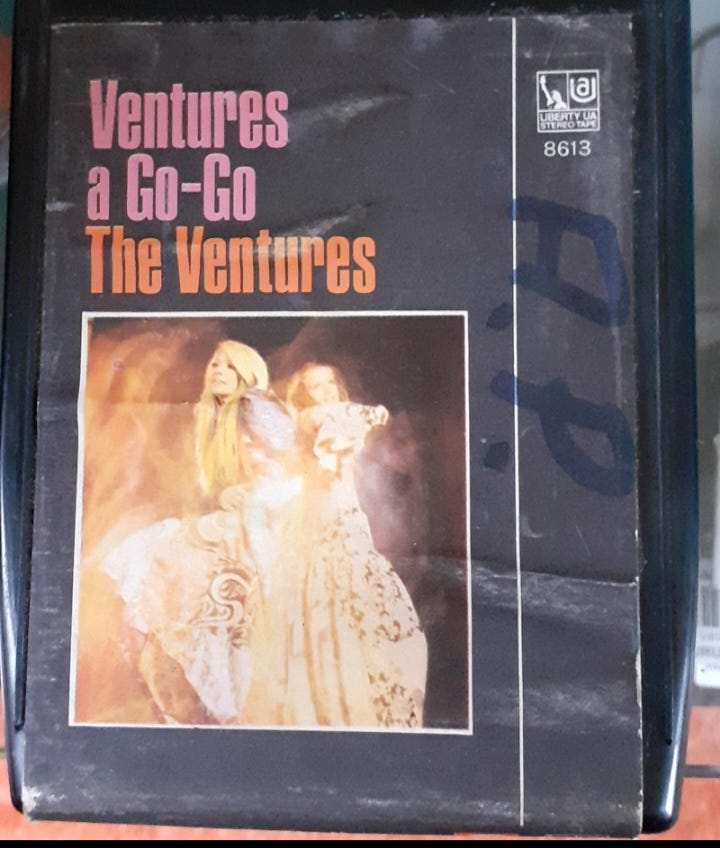 Ventures
a Go-Go
The Ventures
LIBERTY UA
STEREO TAPE
8613
A.P.